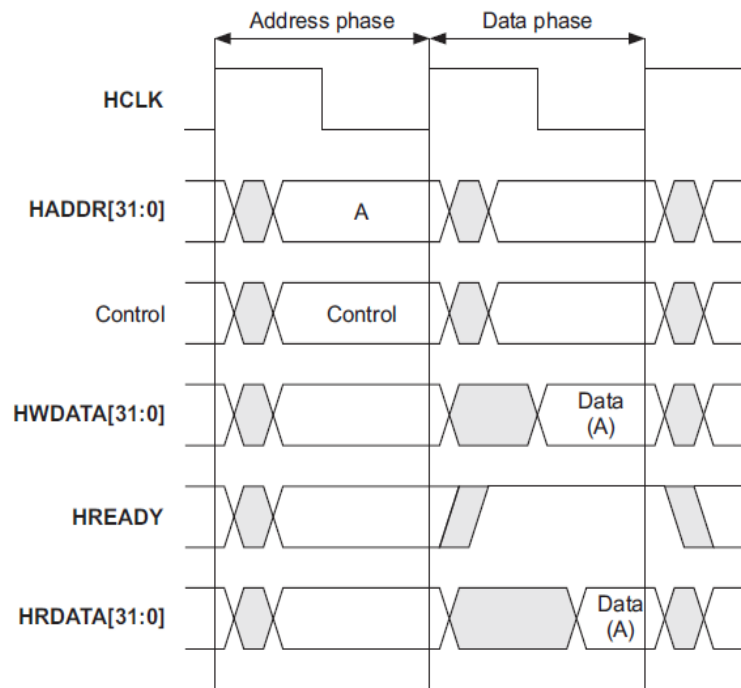 Address phase
Data phase
HCLK
HADDR[31:0]
A
Control
Control
HWDATA[31:0]
Data
(A)
HREADY
HRDATA[31:0]
Data
(A)